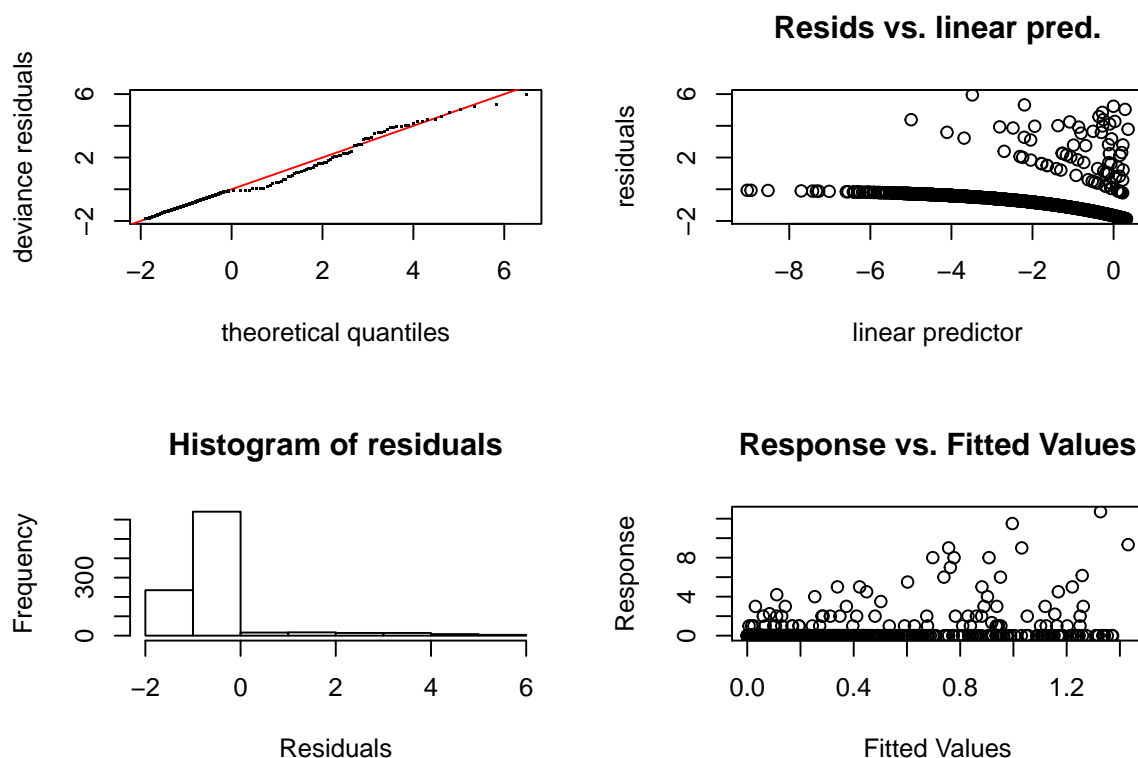 deviance residuals
6
2
−2
−2 0 2 4 6
theoretical quantiles
Resids vs. linear pred.
residuals
6
2
−2
−8 −6 −4 −2 0
linear predictor
Histogram of residuals
Frequency
300
0
−2 0 2 4 6
Residuals
Response vs. Fitted Values
Response
8
4
0
0.0 0.4 0.8 1.2
Fitted Values